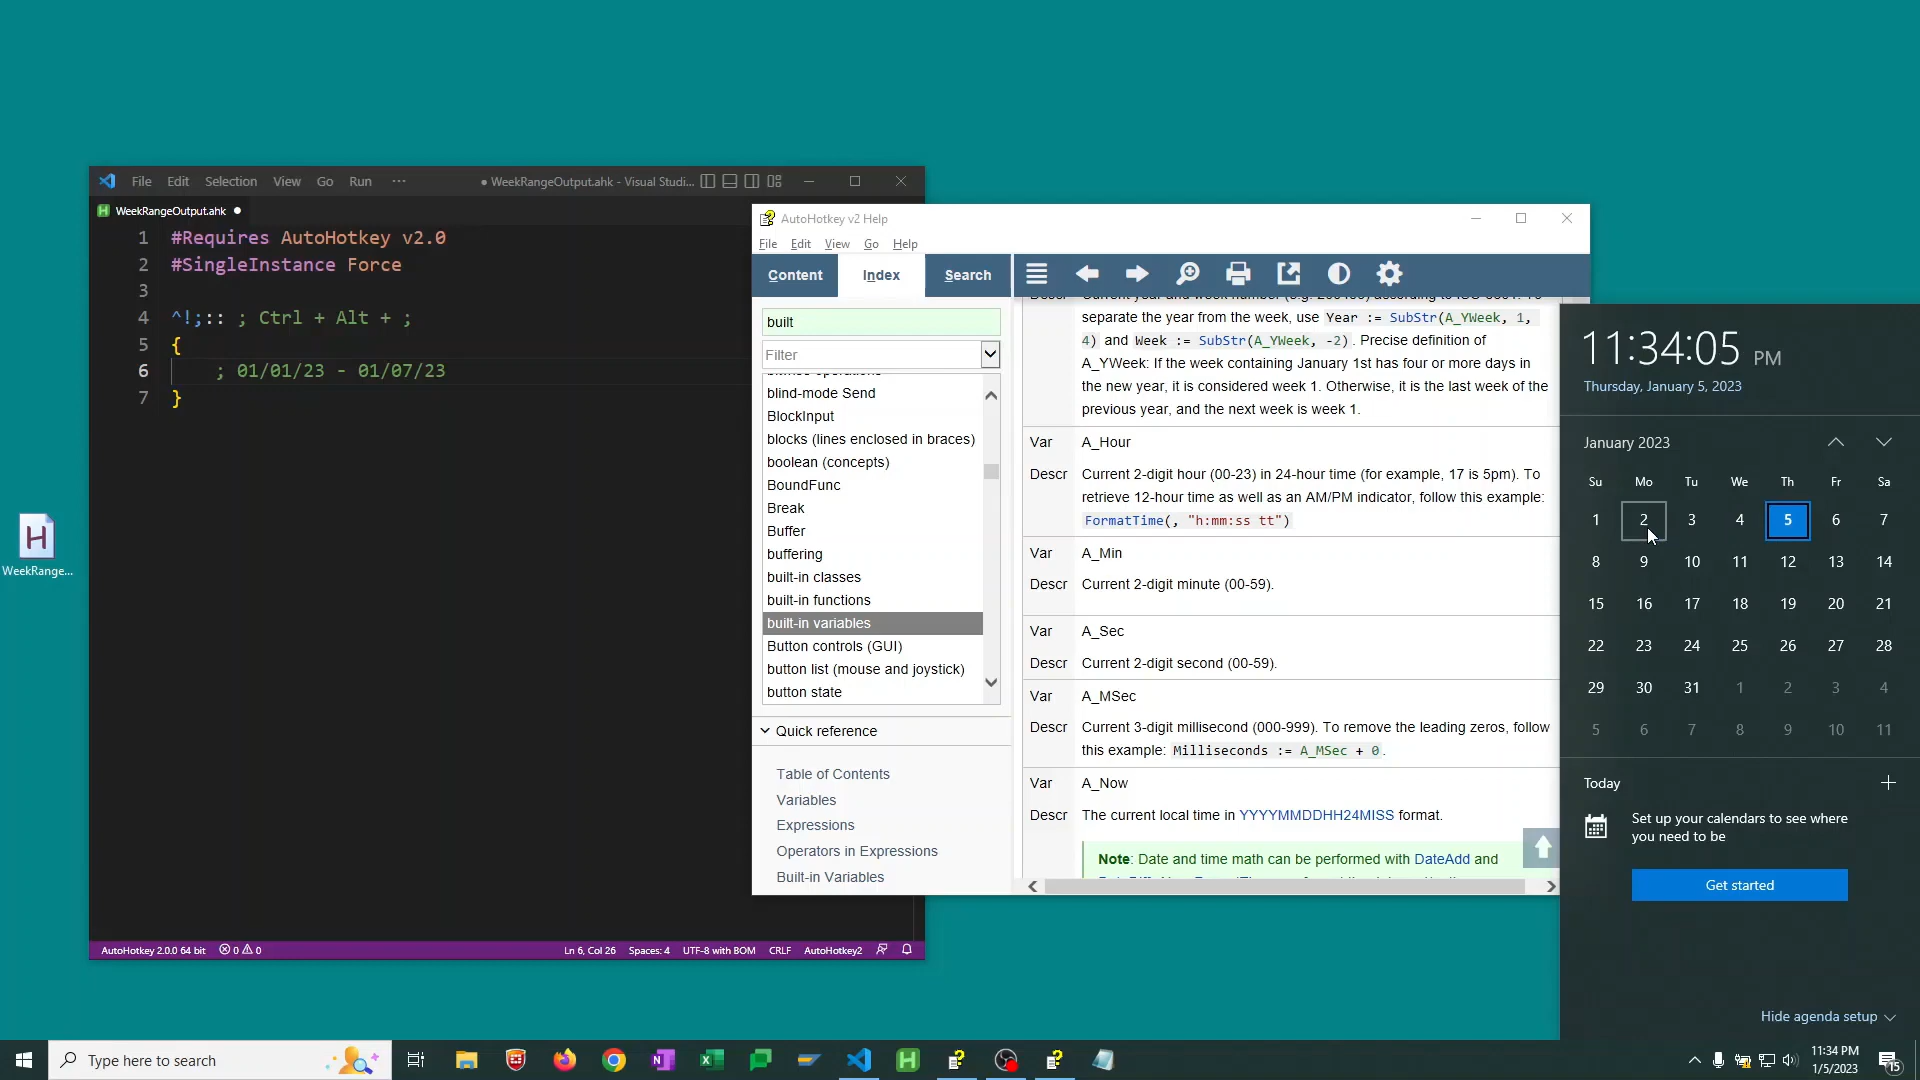 File Edit Selection View Go Run ··· ● WeekRangeOutput.ahk - Visual Studi...
WeekRangeOutput.ahk ●
1 #Requires AutoHotkey v2.0
2 #SingleInstance Force
3
4 ^!;:: ; Ctrl + Alt + ;
5 {
6 ; 01/01/23 - 01/07/23
7 }
AutoHotkey 2.0.0 64 bit 0 0 Ln 6, Col 26 Spaces: 4 UTF-8 with BOM CRLF AutoHotkey2
WeekRange...
AutoHotkey v2 Help
File Edit View Go Help
Content Index Search
built
Filter
blind-mode Send
BlockInput
blocks (lines enclosed in braces)
boolean (concepts)
BoundFunc
Break
Buffer
buffering
built-in classes
built-in functions
built-in variables
Button controls (GUI)
button list (mouse and joystick)
button state
Quick reference
Table of Contents
Variables
Expressions
Operators in Expressions
Built-in Variables
separate the year from the week, use Year := SubStr(A_YWeek, 1,
4) and Week := SubStr(A_YWeek, -2). Precise definition of
A_YWeek: If the week containing January 1st has four or more days in
the new year, it is considered week 1. Otherwise, it is the last week of the
previous year, and the next week is week 1.
Var A_Hour
Descr Current 2-digit hour (00-23) in 24-hour time (for example, 17 is 5pm). To
retrieve 12-hour time as well as an AM/PM indicator, follow this example:
FormatTime(, "h:mm:ss tt")
Var A_Min
Descr Current 2-digit minute (00-59).
Var A_Sec
Descr Current 2-digit second (00-59).
Var A_MSec
Descr Current 3-digit millisecond (000-999). To remove the leading zeros, follow
this example: Milliseconds := A_MSec + 0.
Var A_Now
Descr The current local time in YYYYMMDDHH24MISS format.
Note: Date and time math can be performed with DateAdd and
11:34:05 PM
Thursday, January 5, 2023
January 2023
Su Mo Tu We Th Fr Sa
1 2 3 4 5 6 7
8 9 10 11 12 13 14
15 16 17 18 19 20 21
22 23 24 25 26 27 28
29 30 31 1 2 3 4
5 6 7 8 9 10 11
Today
Set up your calendars to see where
you need to be
Get started
Hide agenda setup
Type here to search
11:34 PM
1/5/2023
15